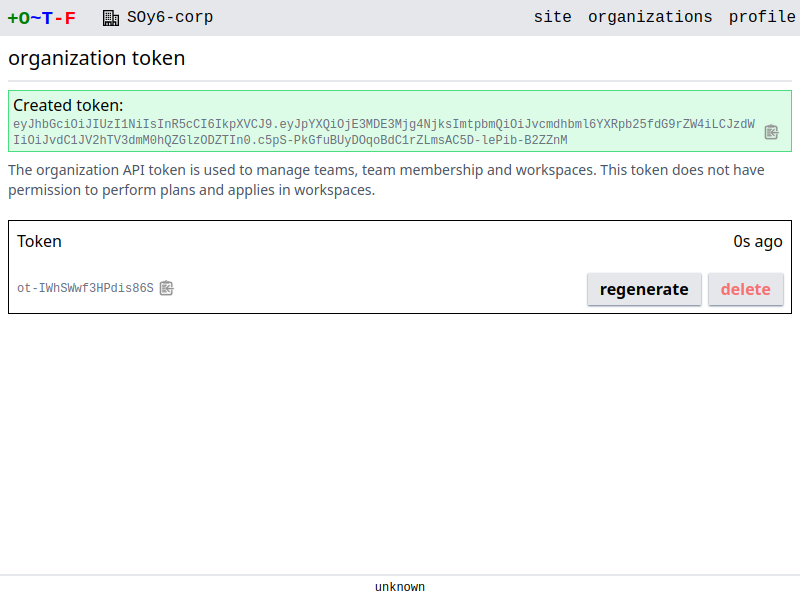 +O~T-F SOy6-corp site organizations profile
organization token
Created token:
eyJhbGciOiJIUzI1NiIsInR5cCI6IkpXVCJ9.eyJpYXQiOjE3MDE3Mjg4NjksImtpbmQiOiJvcmdhbml6YXRpb25fdG9rZW4iLCJzdW
IiOiJvdC1JV2hTV3dmM0hQZGlzODZTIn0.c5pS-PkGfuBUyDOqoBdC1rZLmsAC5D-lePib-B2ZZnM
The organization API token is used to manage teams, team membership and workspaces. This token does not have
permission to perform plans and applies in workspaces.
Token 0s ago
ot-IWhSWwf3HPdis86S regenerate delete
unknown